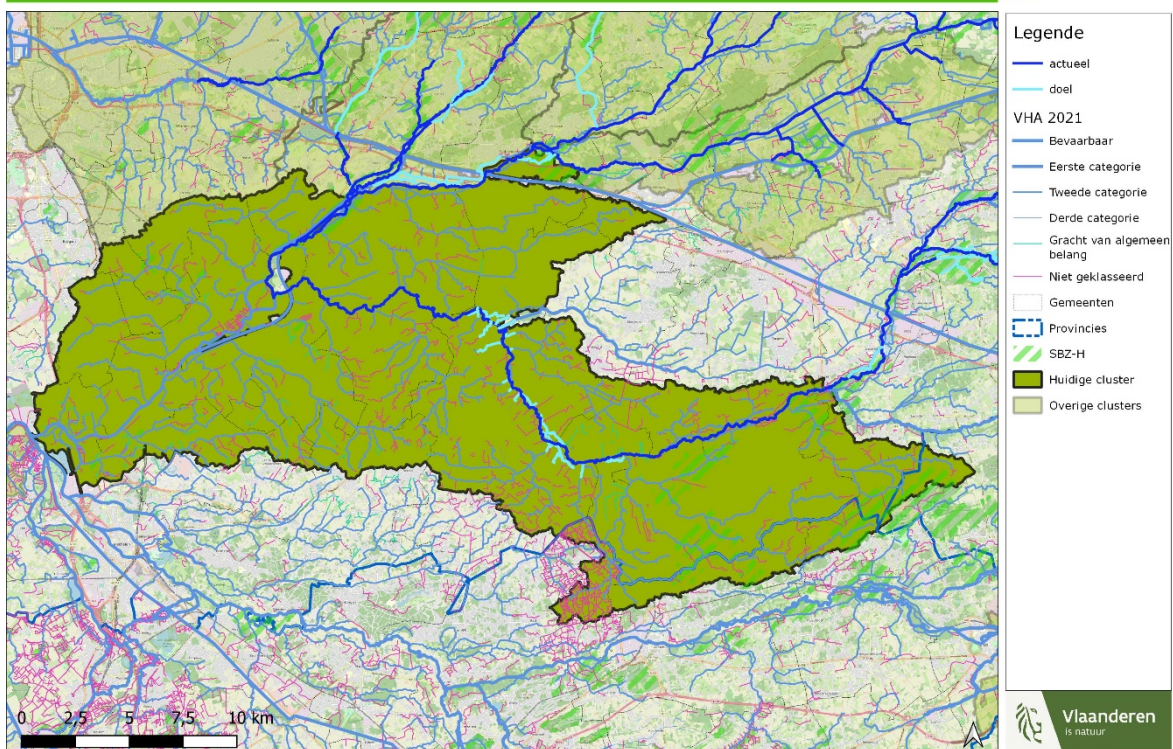 Legende
actueel
doel
VHA 2021
Bevaarbaar
Eerste categorie
Tweede categorie
Derde categorie
Gracht van algemeen
belang
Niet geklasseerd
Gemeenten
Provincies
SBZ-H
Huidige cluster
Overige clusters
0 2,5 5 7,5 10 km
Vlaanderen
is natuur